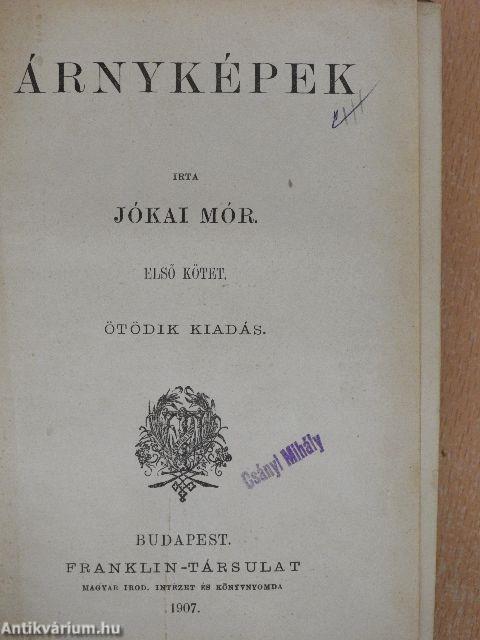 ÁRNYKÉPEK
IRTA
JÓKAI MÓR.
ELSŐ KÖTET.
ÖTÖDIK KIADÁS.
Csányi Mihály
BUDAPEST.
FRANKLIN-TÁRSULAT
MAGYAR IROD. INTÉZET ÉS KÖNYVNYOMDA
1907.
Antikvárium.hu